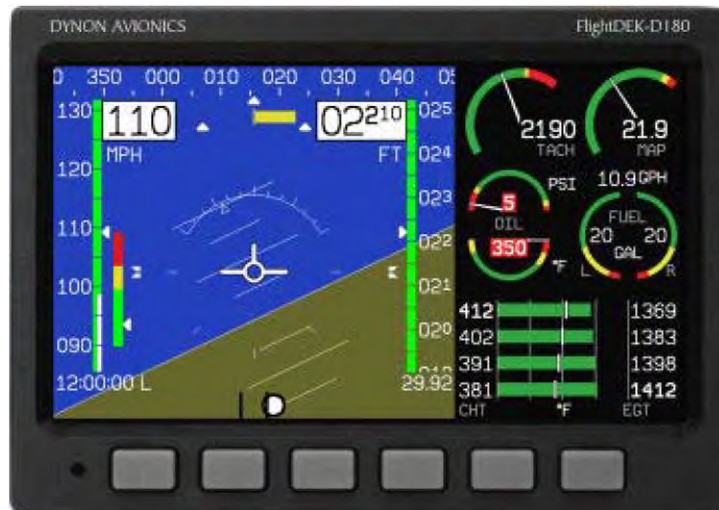 DYNON AVIONICS FlightDEK-D180
350 000 010 020 030 040
130 110 02210 025
MPH FT
120 024
023
110 022
100 021
020
090
12:00:00 L 29.92
2190 21.9
TACH MAP
PSI 10.9 GPH
5
OIL
FUEL
20 20
GAL
350 °F
L R
412 1369
402 1383
391 1398
381 1412
CHT °F EGT